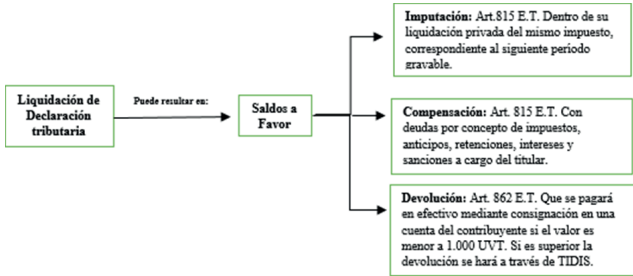 Imputación: Art.815 E.T. Dentro de su
liquidación privada del mismo impuesto,
correspondiente al siguiente periodo
gravable.
Liquidación de
Declaración
tributaria
Puede resultar en:
Saldos a
Favor
Compensación: Art. 815 E.T. Con
deudas por concepto de impuestos,
anticipos, retenciones, intereses y
sanciones a cargo del titular.
Devolución: Art. 862 E.T. Que se pagará
en efectivo mediante consignación en una
cuenta del contribuyente si el valor es
menor a 1.000 UVT. Si es superior la
devolución se hará a través de TIDIS.